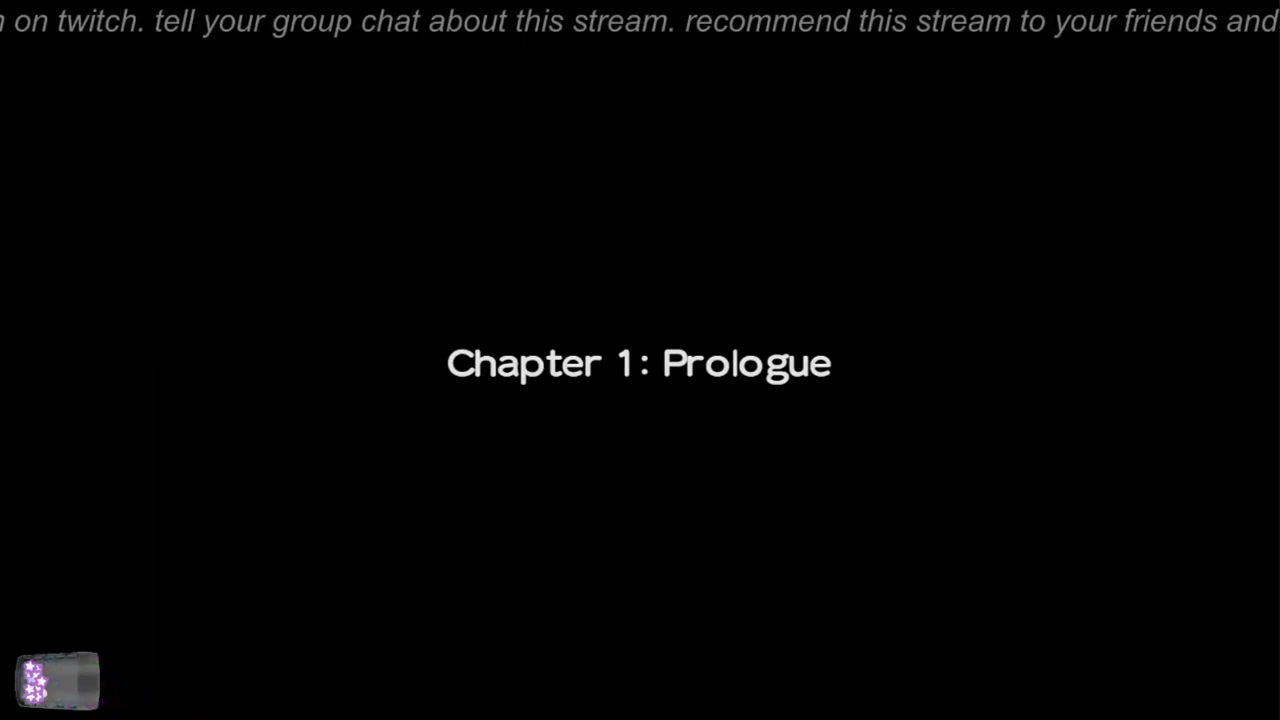 on twitch. tell your group chat about this stream. recommend this stream to your friends and
Chapter 1: Prologue